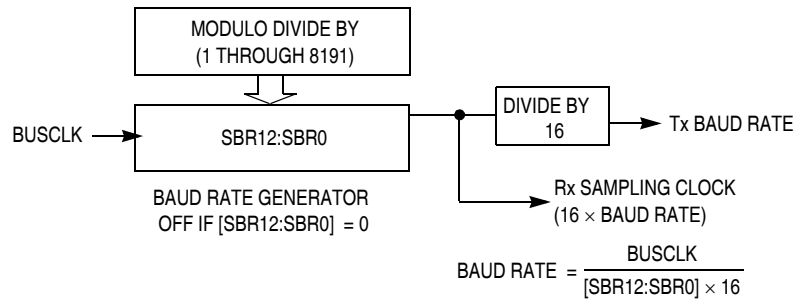 MODULO DIVIDE BY
(1 THROUGH 8191)
BUSCLK
SBR12:SBR0
DIVIDE BY
16
Tx BAUD RATE
BAUD RATE GENERATOR
OFF IF [SBR12:SBR0] = 0
Rx SAMPLING CLOCK
(16 × BAUD RATE)
BAUD RATE =
BUSCLK
[SBR12:SBR0] × 16